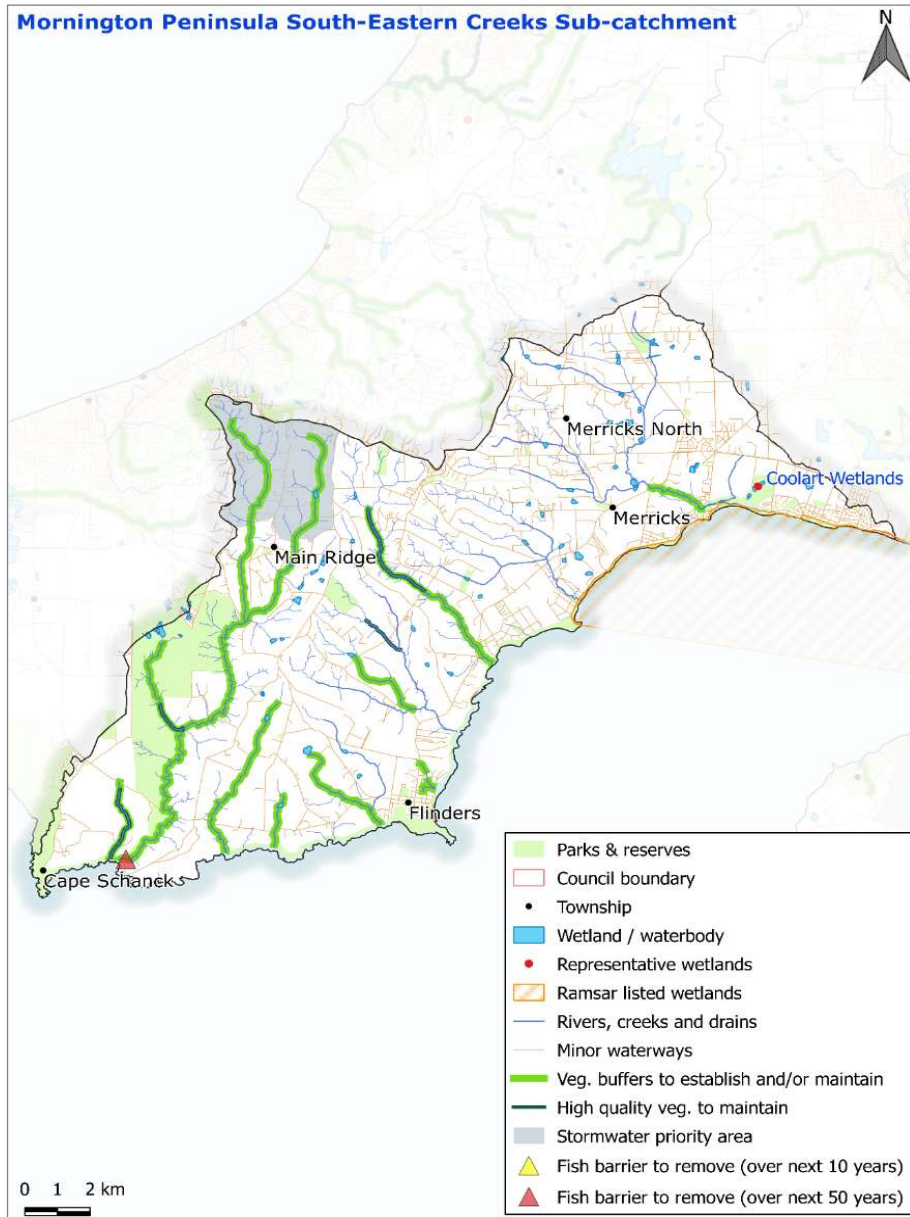 Mornington Peninsula South-Eastern Creeks Sub-catchment
N
Merricks North
Coolart Wetlands
Merricks
Main Ridge
Flinders
Cape Schanck
Parks & reserves
Council boundary
Township
Wetland / waterbody
Representative wetlands
Ramsar listed wetlands
Rivers, creeks and drains
Minor waterways
Veg. buffers to establish and/or maintain
High quality veg. to maintain
Stormwater priority area
Fish barrier to remove (over next 10 years)
Fish barrier to remove (over next 50 years)
0 1 2 km